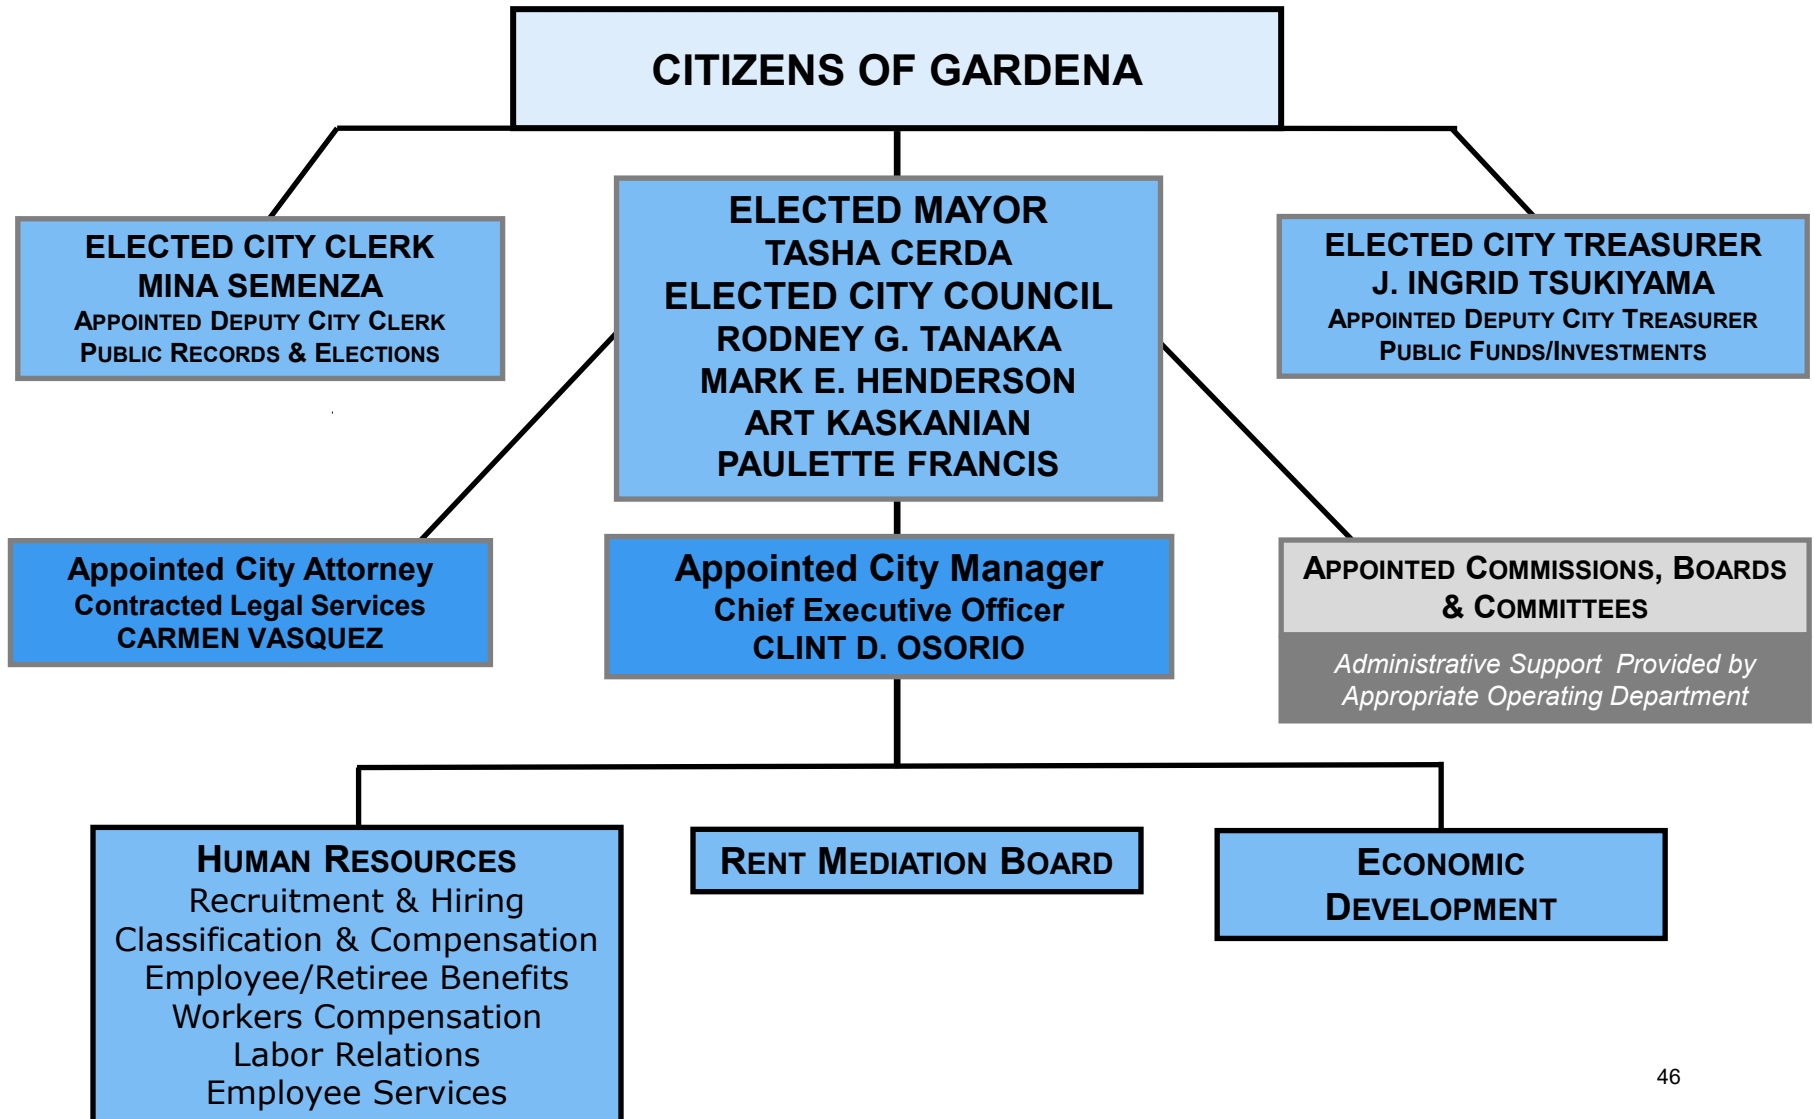 CITIZENS OF GARDENA
ELECTED CITY CLERK
MINA SEMENZA
APPOINTED DEPUTY CITY CLERK
PUBLIC RECORDS & ELECTIONS
ELECTED MAYOR
TASHA CERDA
ELECTED CITY COUNCIL
RODNEY G. TANAKA
MARK E. HENDERSON
ART KASKANIAN
PAULETTE FRANCIS
ELECTED CITY TREASURER
J. INGRID TSUKIYAMA
APPOINTED DEPUTY CITY TREASURER
PUBLIC FUNDS/INVESTMENTS
Appointed City Attorney
Contracted Legal Services
CARMEN VASQUEZ
Appointed City Manager
Chief Executive Officer
CLINT D. OSORIO
APPOINTED COMMISSIONS, BOARDS
& COMMITTEES
Administrative Support Provided by
Appropriate Operating Department
HUMAN RESOURCES
Recruitment & Hiring
Classification & Compensation
Employee/Retiree Benefits
Workers Compensation
Labor Relations
Employee Services
RENT MEDIATION BOARD
ECONOMIC
DEVELOPMENT
46